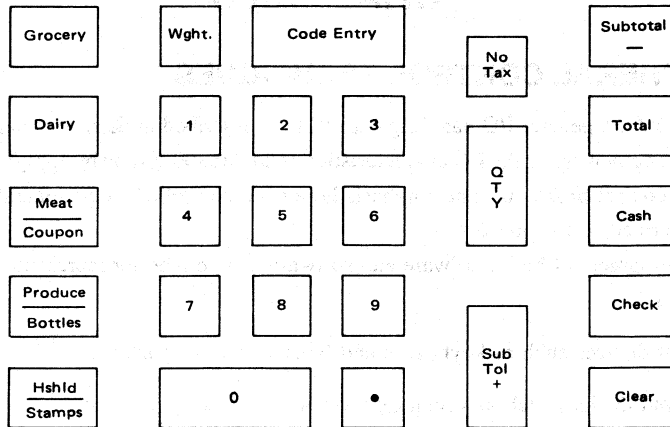 Grocery
Wght.
Code Entry
No
Tax
Subtotal
—
Dairy
1
2
3
Q
T
Y
Total
Meat
Coupon
4
5
6
Cash
Produce
Bottles
7
8
9
Sub
Tol
+
Check
Hshld
Stamps
0
•
Clear